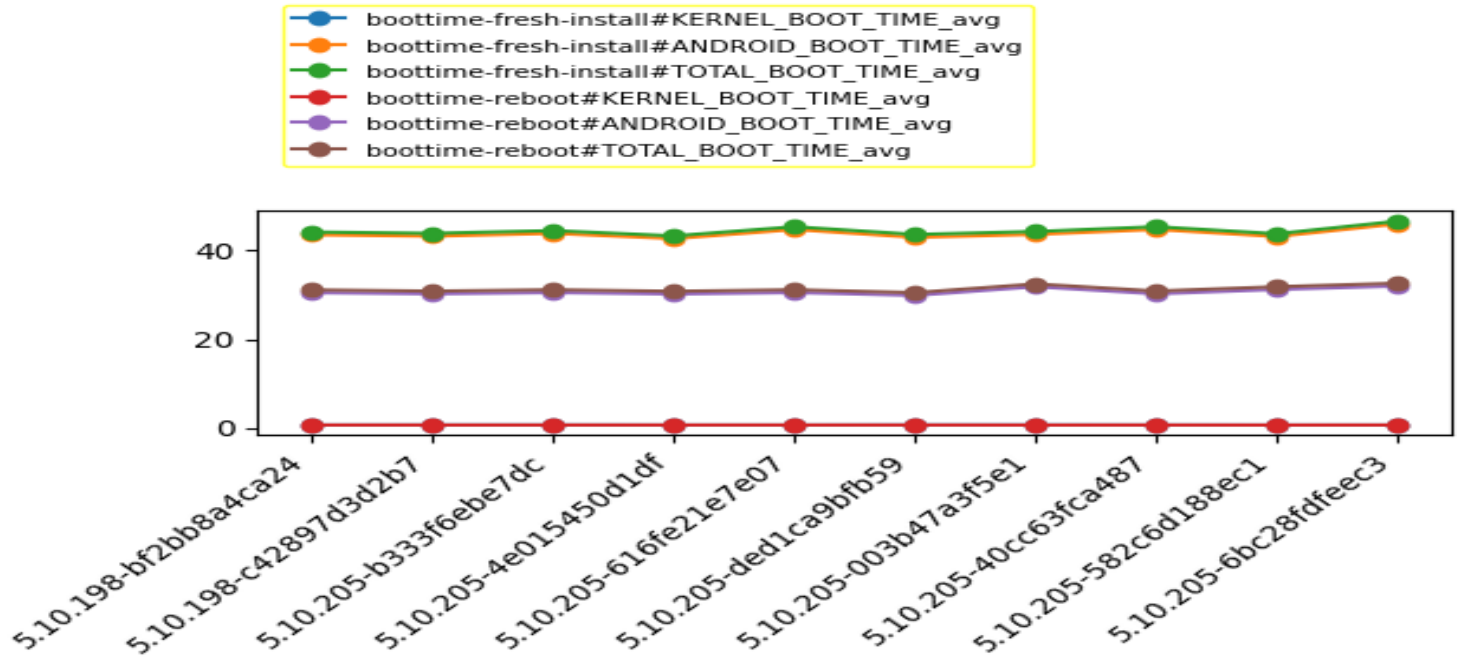 boottime-fresh-install#KERNEL_BOOT_TIME_avg
boottime-fresh-install#ANDROID_BOOT_TIME_avg
boottime-fresh-install#TOTAL_BOOT_TIME_avg
boottime-reboot#KERNEL_BOOT_TIME_avg
boottime-reboot#ANDROID_BOOT_TIME_avg
boottime-reboot#TOTAL_BOOT_TIME_avg
40
20
0
5.10.198-bf2bb8a4ca24
5.10.198-c42897d3d2b7
5.10.205-b333f6ebe7dc
5.10.205-4e015450d1df
5.10.205-616fe21e7e07
5.10.205-ded1ca9bfb59
5.10.205-003b47a3f5e1
5.10.205-40cc63fca487
5.10.205-582c6d188ec1
5.10.205-6bc28fdfeec3